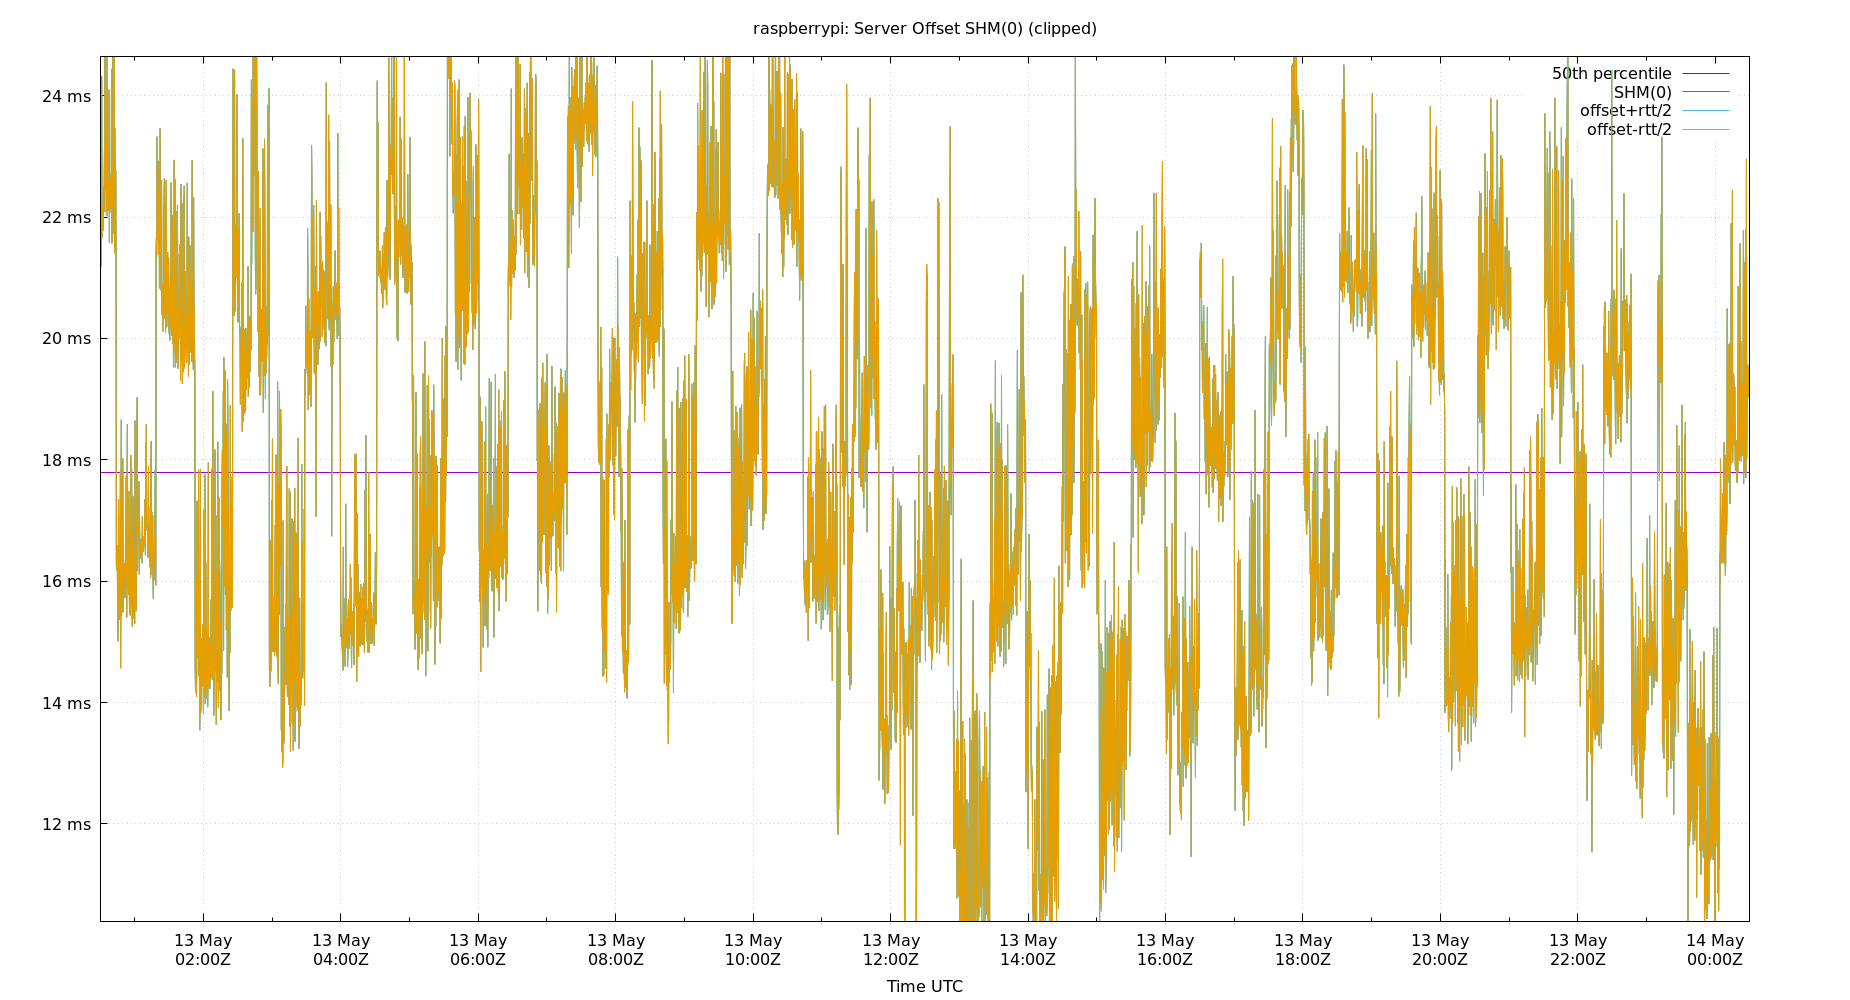 raspberrypi: Server Offset SHM(0) (clipped)
50th percentile
SHM(0)
offset+rtt/2
offset-rtt/2
24 ms
22 ms
20 ms
18 ms
16 ms
14 ms
12 ms
13 May 13 May 13 May 13 May 13 May 13 May 13 May 13 May 13 May 13 May 13 May 14 May
02:00Z 04:00Z 06:00Z 08:00Z 10:00Z 12:00Z 14:00Z 16:00Z 18:00Z 20:00Z 22:00Z 00:00Z
Time UTC